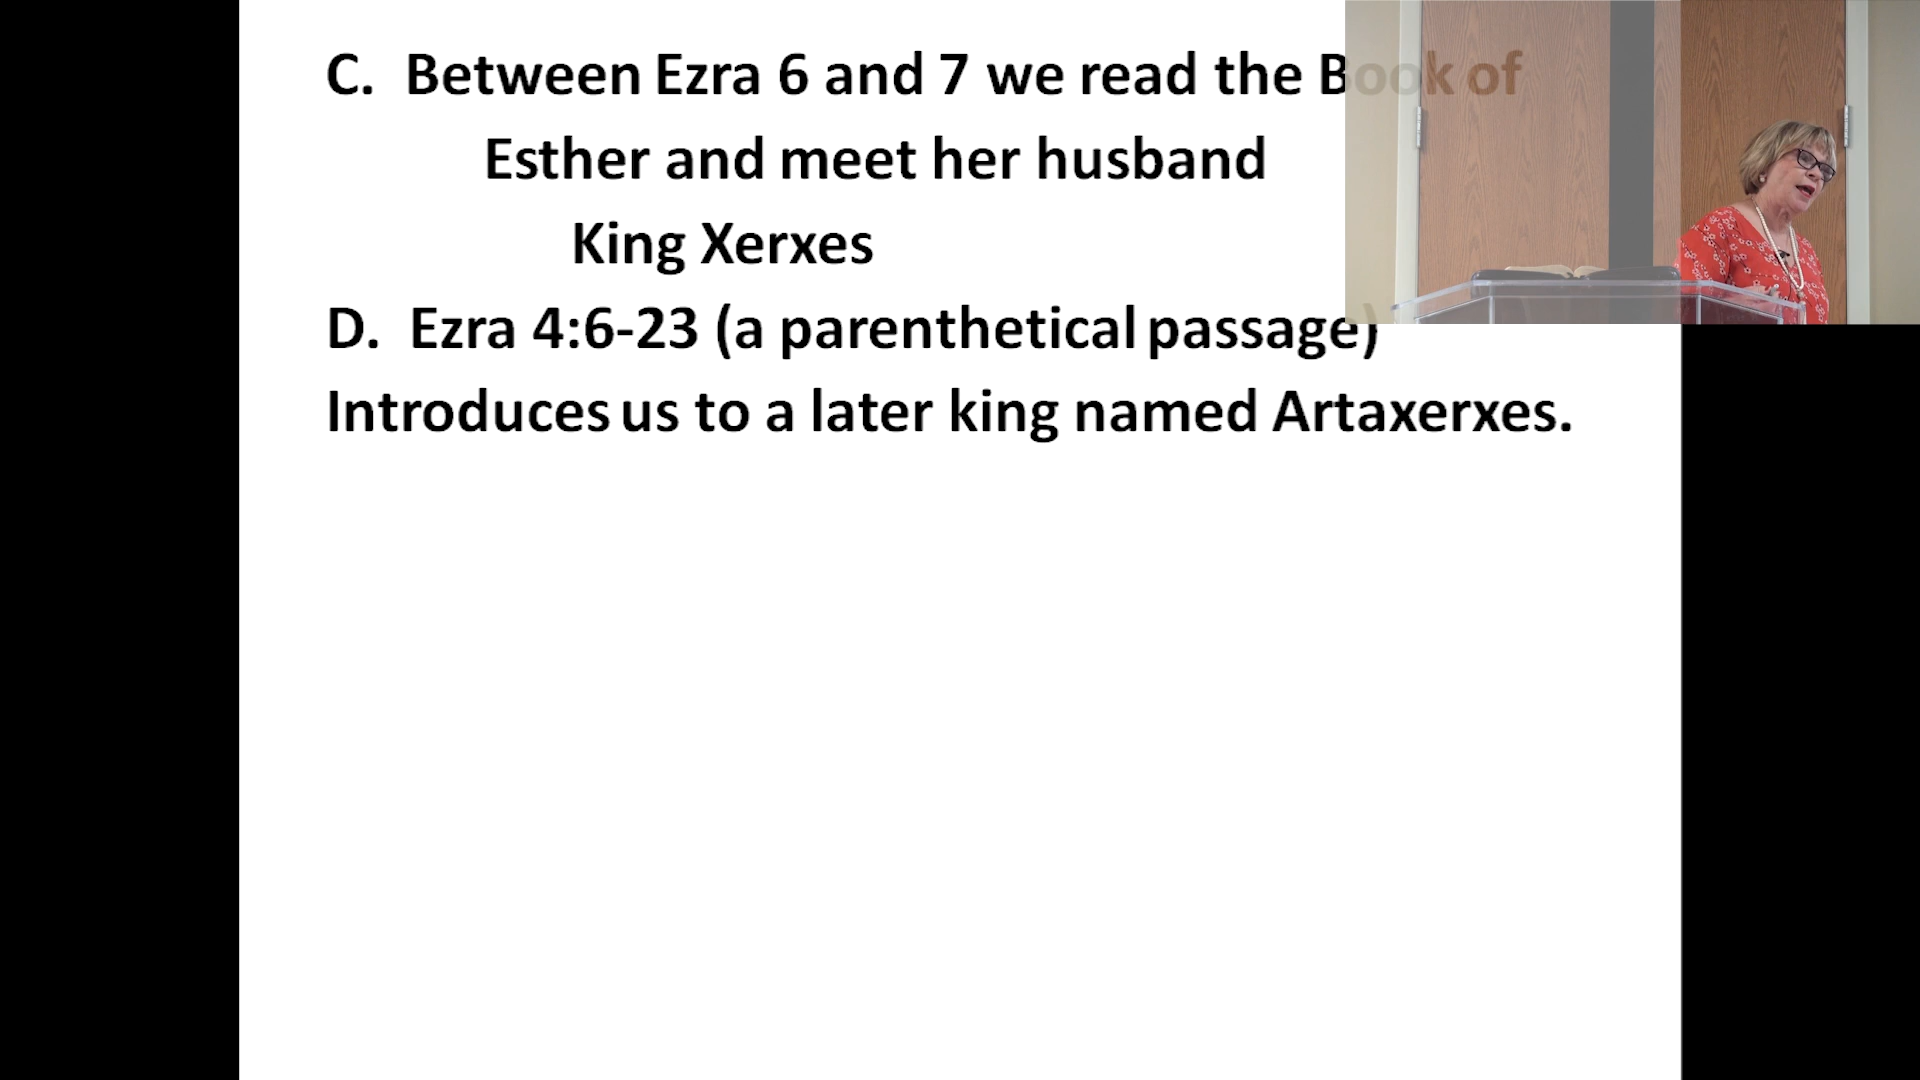 C. Between Ezra 6 and 7 we read the Book of
Esther and meet her husband
King Xerxes
D. Ezra 4:6-23 (a parenthetical passage)
Introduces us to a later king named Artaxerxes.